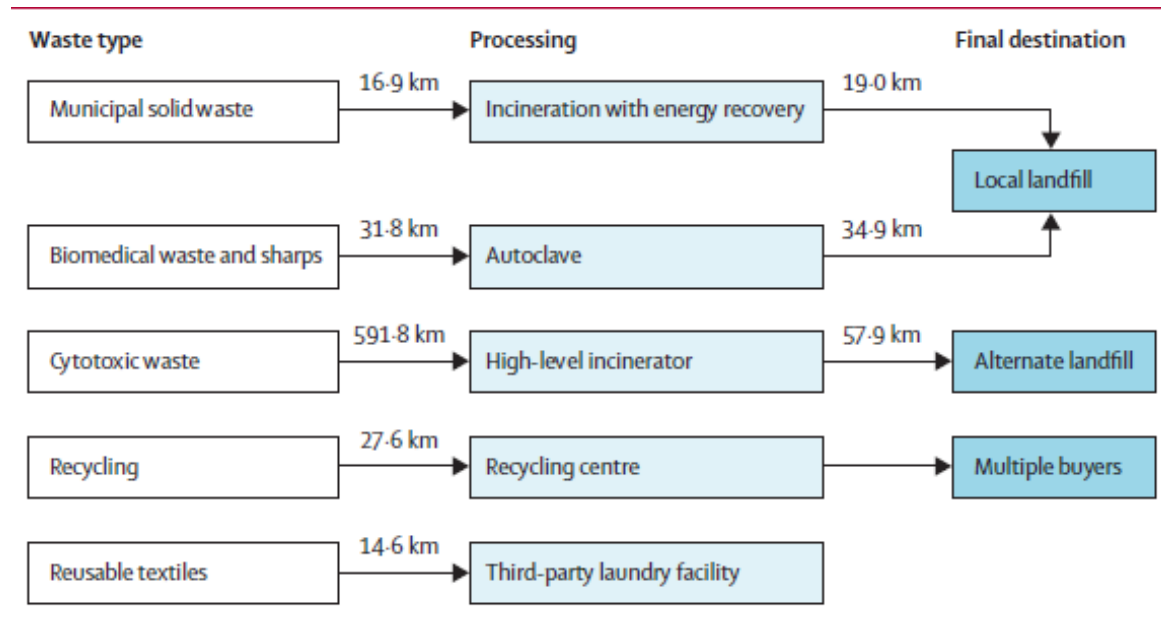 Waste type Processing Final destination
16·9 km 19·0 km
Municipal solid waste Incineration with energy recovery
Local landfill
31·8 km 34·9 km
Biomedical waste and sharps Autoclave
591·8 km 57·9 km
Cytotoxic waste High-level incinerator Alternate landfill
27·6 km
Recycling Recycling centre Multiple buyers
14·6 km
Reusable textiles Third-party laundry facility